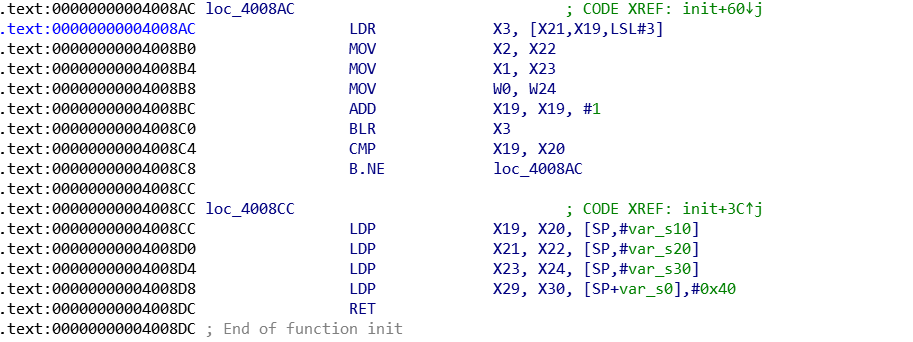 .text:00000000004008AC loc_4008AC                              ; CODE XREF: init+60↓j
.text:00000000004008AC                 LDR             X3, [X21,X19,LSL#3]
.text:00000000004008B0                 MOV             X2, X22
.text:00000000004008B4                 MOV             X1, X23
.text:00000000004008B8                 MOV             W0, W24
.text:00000000004008BC                 ADD             X19, X19, #1
.text:00000000004008C0                 BLR             X3
.text:00000000004008C4                 CMP             X19, X20
.text:00000000004008C8                 B.NE            loc_4008AC
.text:00000000004008CC
.text:00000000004008CC loc_4008CC                              ; CODE XREF: init+3C↑j
.text:00000000004008CC                 LDP             X19, X20, [SP,#var_s10]
.text:00000000004008D0                 LDP             X21, X22, [SP,#var_s20]
.text:00000000004008D4                 LDP             X23, X24, [SP,#var_s30]
.text:00000000004008D8                 LDP             X29, X30, [SP+var_s0],#0x40
.text:00000000004008DC                 RET
.text:00000000004008DC ; End of function init